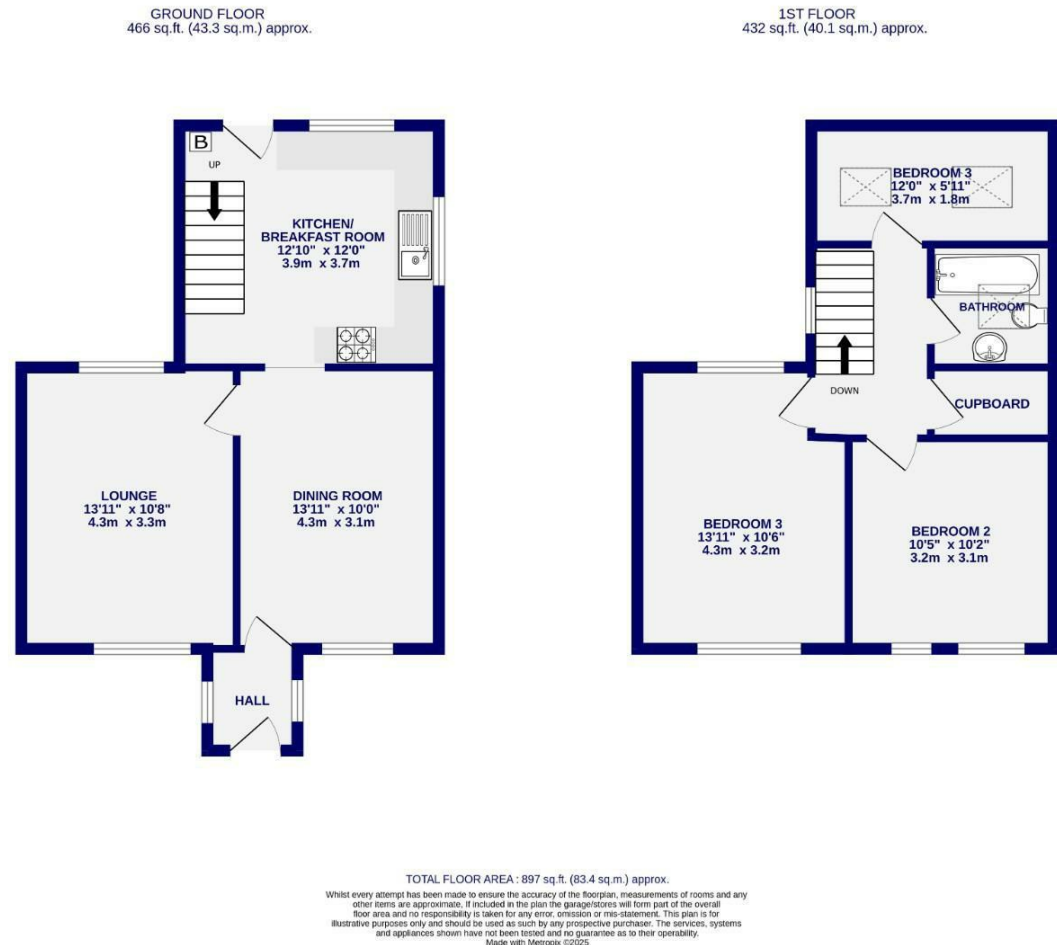 GROUND FLOOR
466 sq.ft. (43.3 sq.m.) approx.
B
UP
KITCHEN/
BREAKFAST ROOM
12'10" x 12'0"
3.9m x 3.7m
LOUNGE
13'11" x 10'8"
4.3m x 3.3m
DINING ROOM
13'11" x 10'0"
4.3m x 3.1m
HALL
1ST FLOOR
432 sq.ft. (40.1 sq.m.) approx.
BEDROOM 3
12'0" x 5'11"
3.7m x 1.8m
BATHROOM
DOWN
CUPBOARD
BEDROOM 3
13'11" x 10'6"
4.3m x 3.2m
BEDROOM 2
10'5" x 10'2"
3.2m x 3.1m
TOTAL FLOOR AREA : 897 sq.ft. (83.4 sq.m.) approx.
Whilst every attempt has been made to ensure the accuracy of the floorplan, measurements of rooms and any
other items are approximate. If included in the plan the garage/stores will form part of the overall
floor area and no responsibility is taken for any error, omission or mis-statement. This plan is for
illustrative purposes only and should be used as such by any prospective purchaser. The services, systems
and appliances shown have not been tested and no guarantee as to their operability.
Made with Metropix ©2025